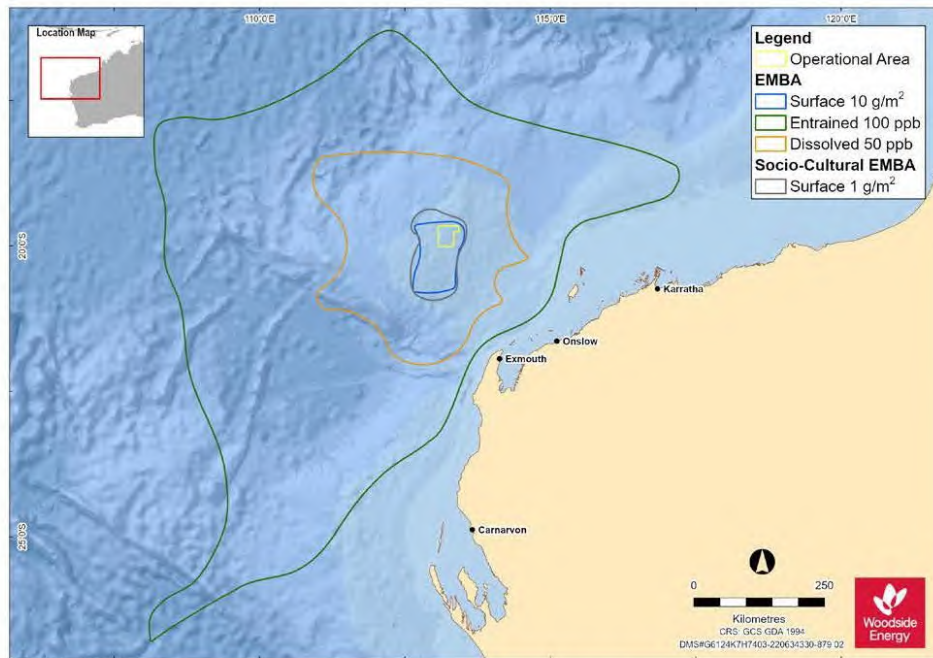 110°0'E
115°0'E
120°0'E
Location Map
Legend
Operational Area
EMBA
Surface 10 g/m²
Entrained 100 ppb
Dissolved 50 ppb
Socio-Cultural EMBA
Surface 1 g/m²
20°0'S
Karratha
Onslow
Exmouth
25°0'S
Carnarvon
0 250
Kilometres
CRS: GCS GDA 1994
DMS#G6124K7H7403-220634330-879 02
Woodside
Energy